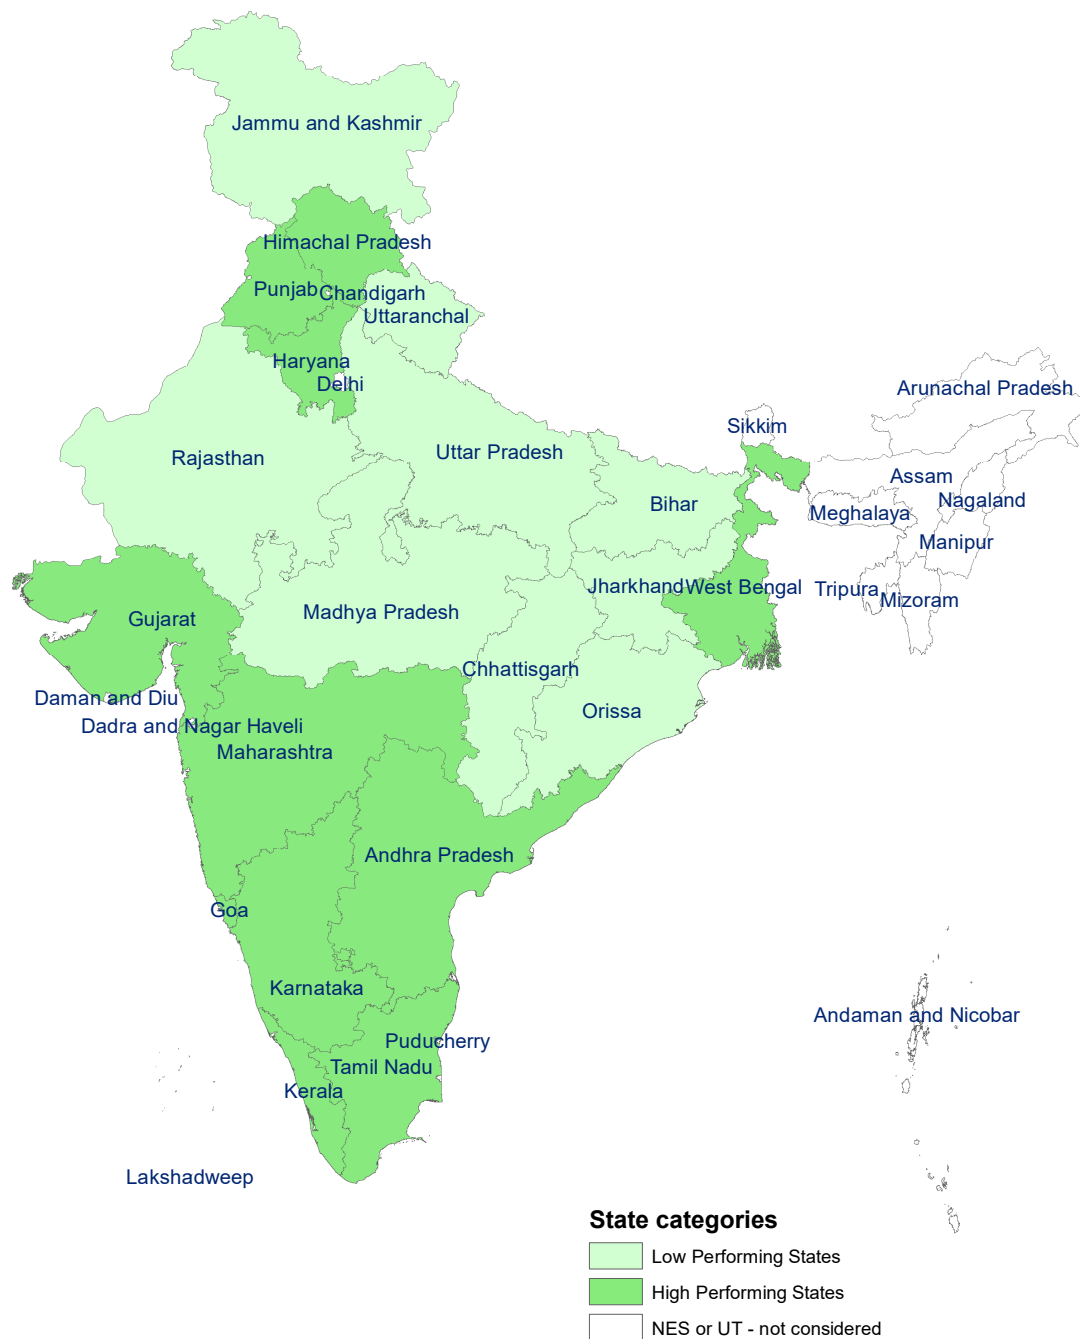 Jammu and Kashmir
Himachal Pradesh
Punjab
Chandigarh
Uttaranchal
Haryana
Delhi
Arunachal Pradesh
Sikkim
Rajasthan
Uttar Pradesh
Assam
Bihar
Nagaland
Meghalaya
Manipur
Jharkhand
West Bengal
Tripura
Mizoram
Madhya Pradesh
Gujarat
Chhattisgarh
Daman and Diu
Orissa
Dadra and Nagar Haveli
Maharashtra
Andhra Pradesh
Goa
Karnataka
Andaman and Nicobar
Puducherry
Tamil Nadu
Kerala
Lakshadweep
State categories
Low Performing States
High Performing States
NES or UT - not considered